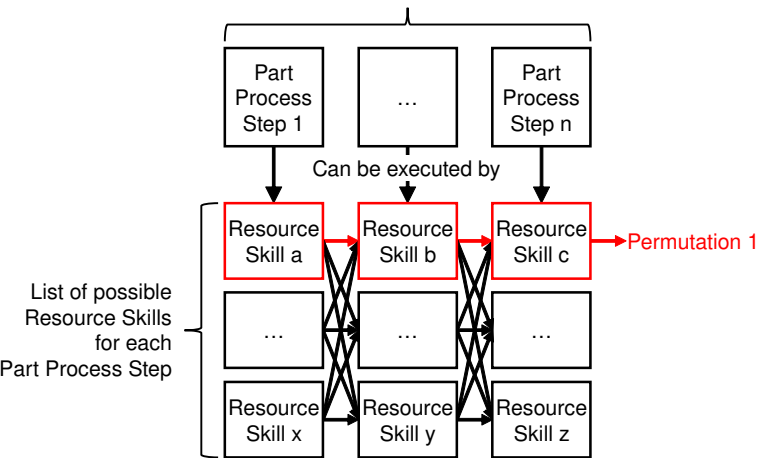 Part
Process
Step 1
...
Part
Process
Step n
Can be executed by
Resource
Skill a
Resource
Skill b
Resource
Skill c
Permutation 1
List of possible
Resource Skills
for each
Part Process Step
...
...
...
Resource
Skill x
Resource
Skill y
Resource
Skill z